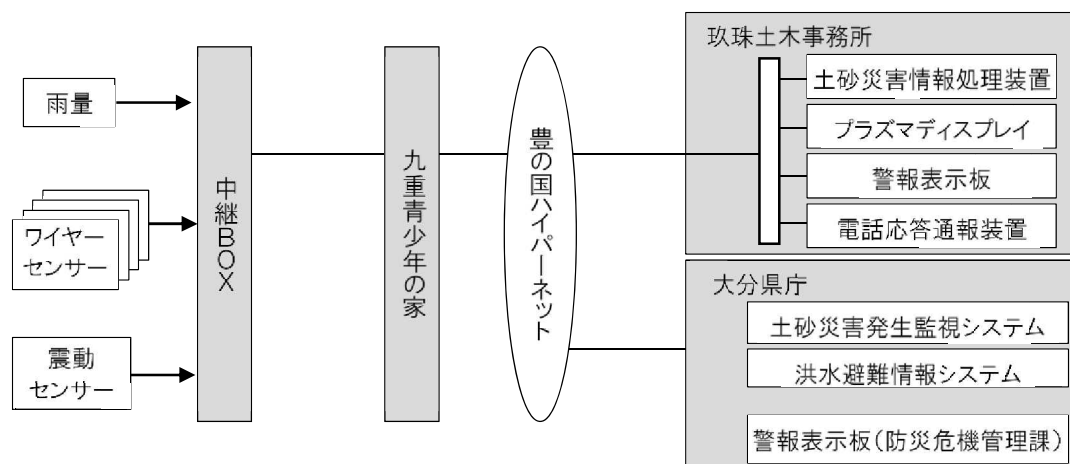 雨量
ワイヤー
センサー
震動
センサー
中継BOX
九重青少年の家
豊の国ハイパーネット
玖珠土木事務所
土砂災害情報処理装置
プラズマディスプレイ
警報表示板
電話応答通報装置
大分県庁
土砂災害発生監視システム
洪水避難情報システム
警報表示板(防災危機管理課)